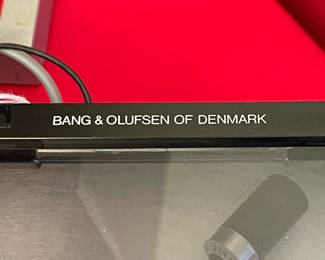 BANG & OLUFSEN OF DENMARK